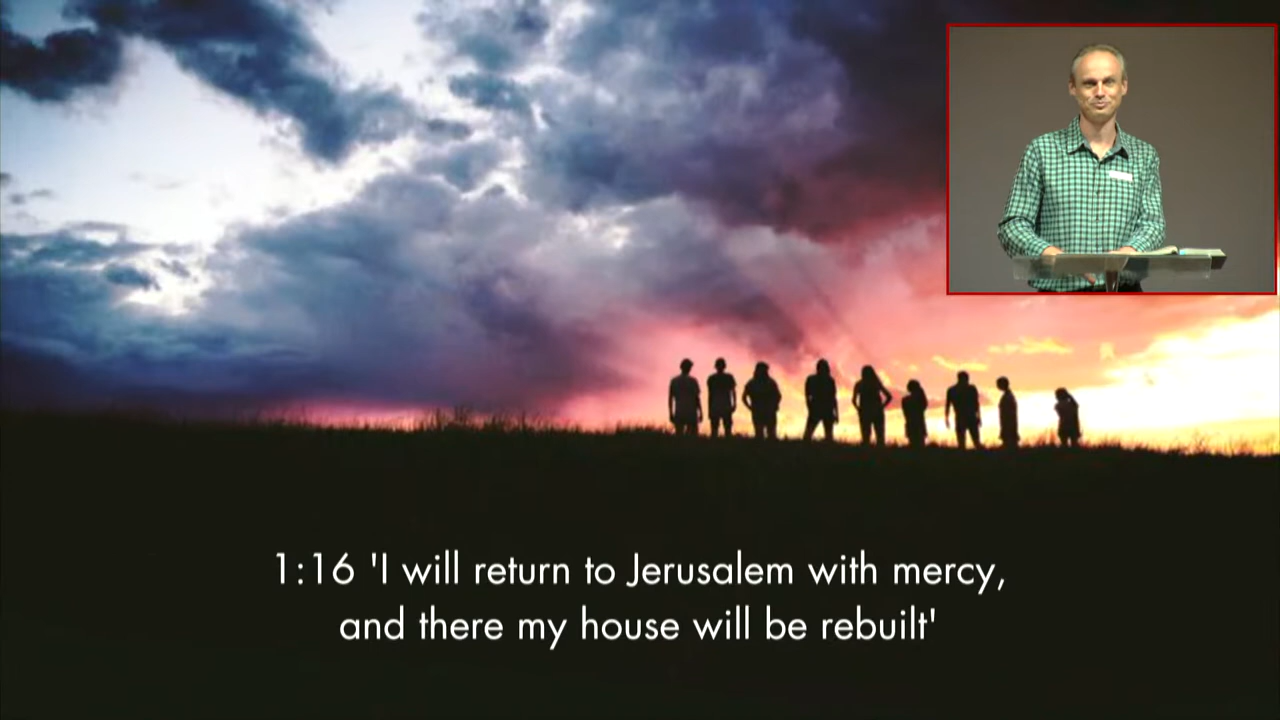 1:16 'I will return to Jerusalem with mercy,
and there my house will be rebuilt'